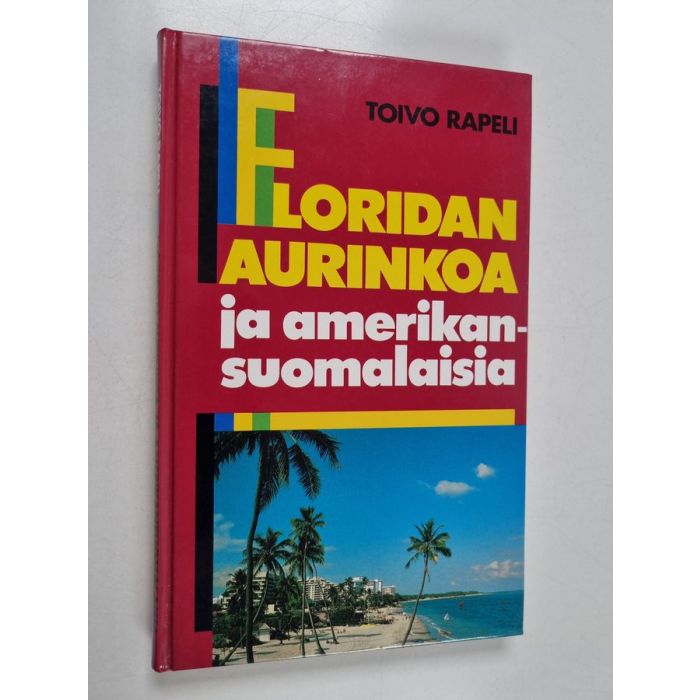 TOIVO RAPELI
FLORIDAN
AURINKOA
ja amerikan-
suomalaisia